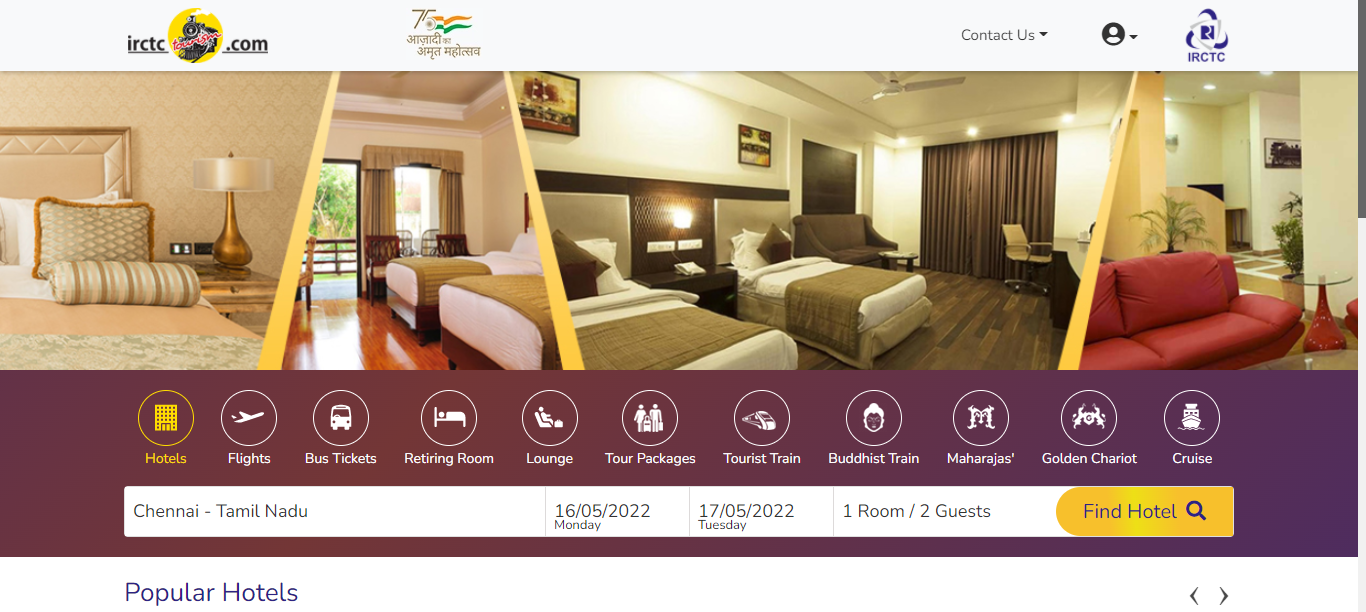 irctc tourism .com
75
आज़ादी का
अमृत महोत्सव
Contact Us
IRCTC
Hotels
Flights
Bus Tickets
Retiring Room
Lounge
Tour Packages
Tourist Train
Buddhist Train
Maharajas'
Golden Chariot
Cruise
Chennai - Tamil Nadu
16/05/2022
Monday
17/05/2022
Tuesday
1 Room / 2 Guests
Find Hotel
Popular Hotels